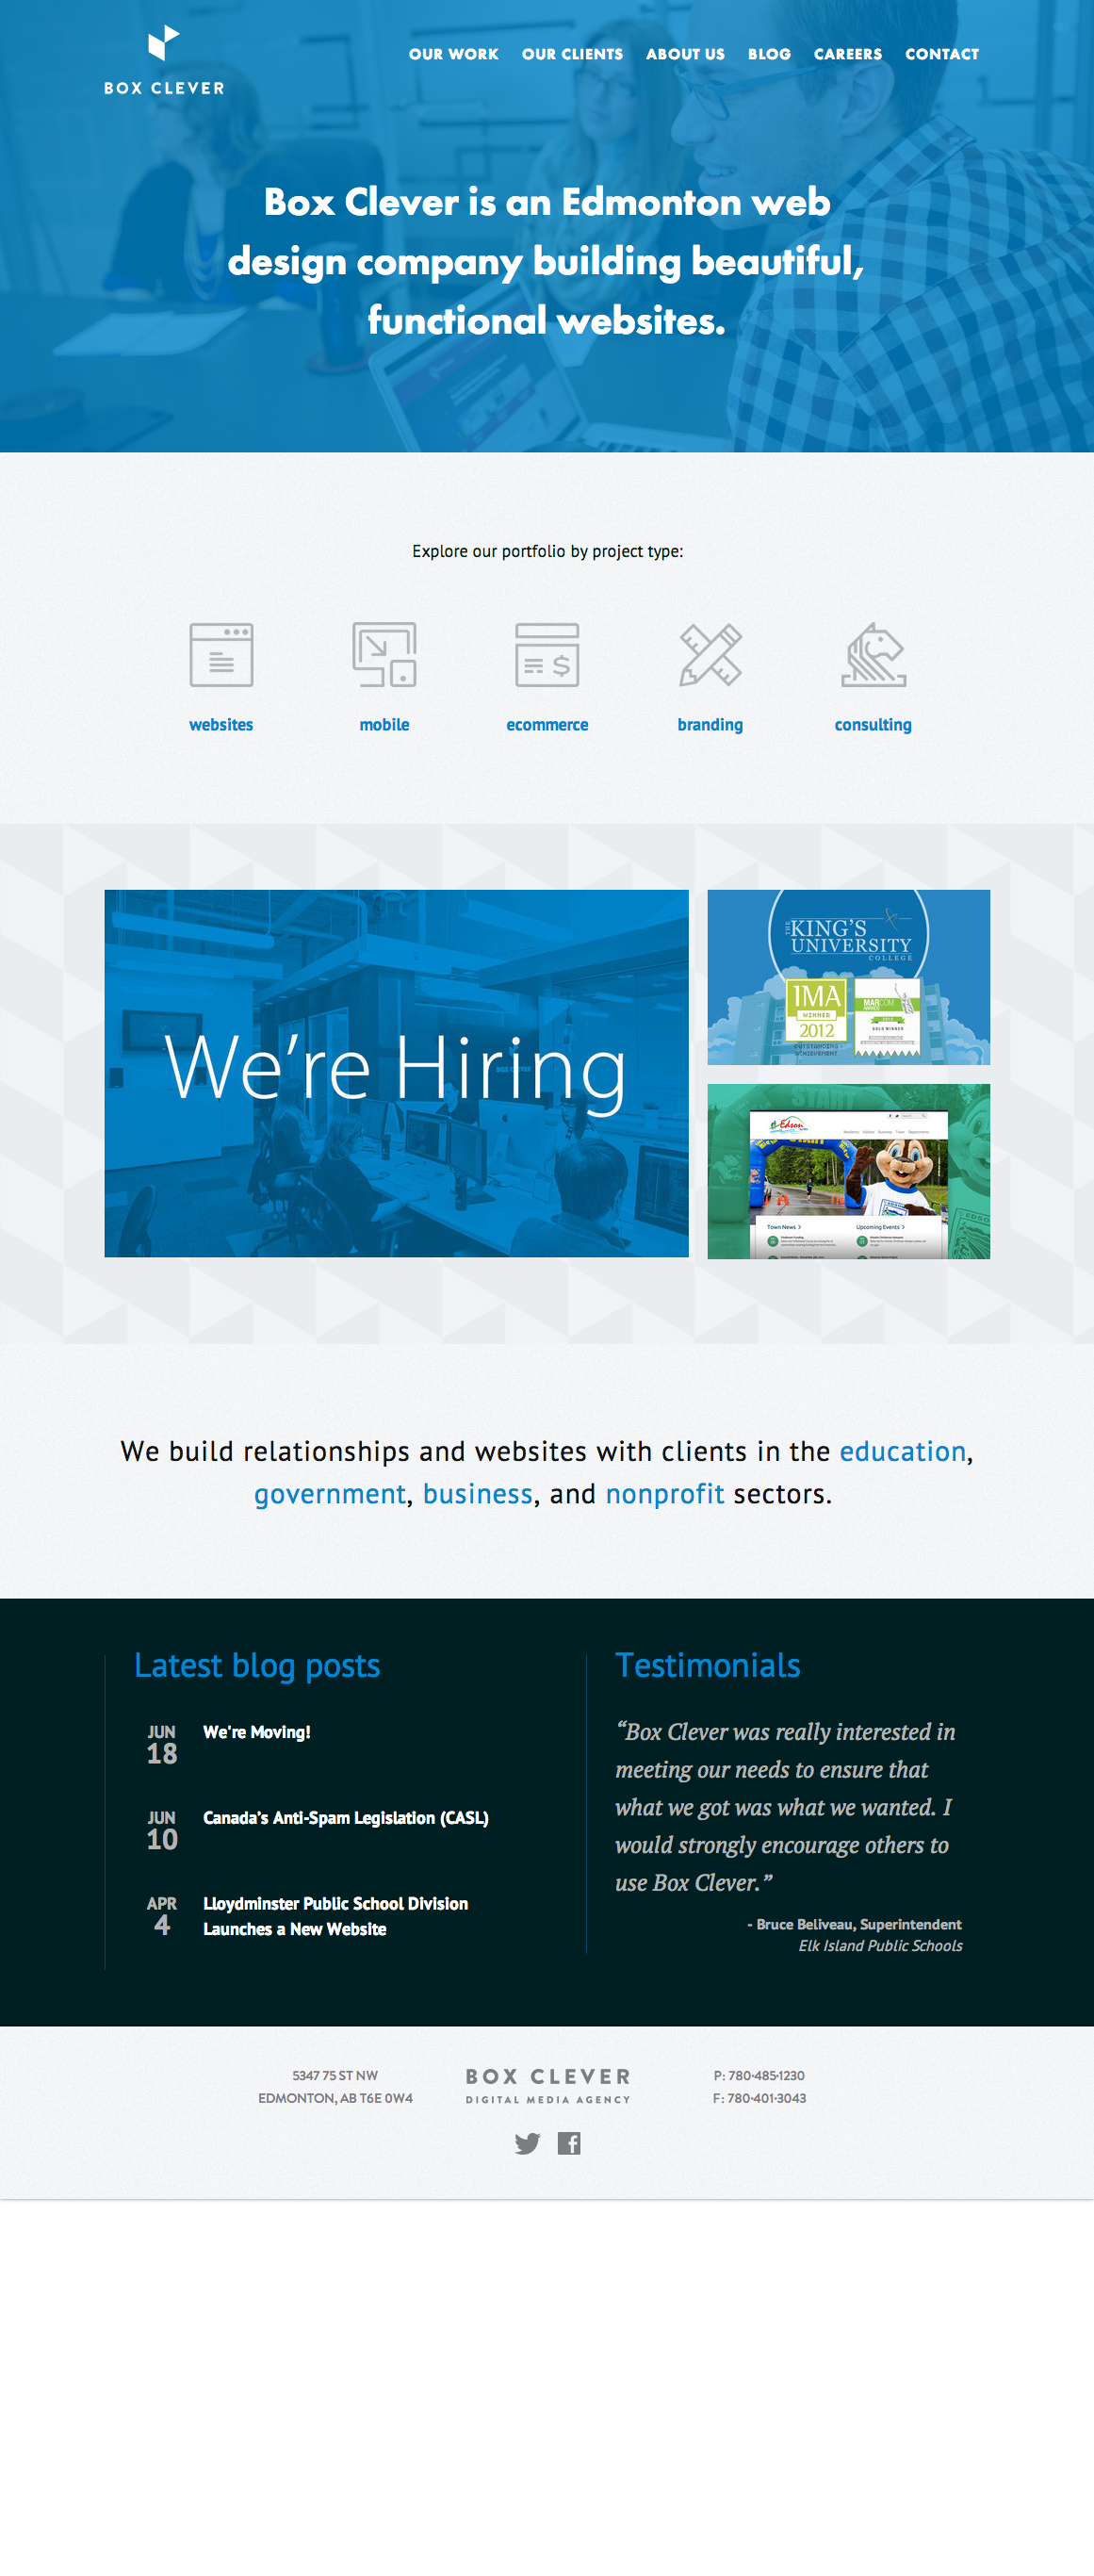 BOX CLEVER
OUR WORK OUR CLIENTS ABOUT US BLOG CAREERS CONTACT
Box Clever is an Edmonton web
design company building beautiful,
functional websites.
Explore our portfolio by project type:
websites mobile ecommerce branding consulting
We're Hiring
THE KING'S
UNIVERSITY
COLLEGE
IMA
WINNER
2012
OUTSTANDING
ACHIEVEMENT
MARCOM
AWARDS
GOLD WINNER
START
Edson
Residents Visitors Business Town Departments
Town News >
Upcoming Events >
We build relationships and websites with clients in the education,
government, business, and nonprofit sectors.
Latest blog posts
JUN
18
We're Moving!
JUN
10
Canada's Anti-Spam Legislation (CASL)
APR
4
Lloydminster Public School Division
Launches a New Website
Testimonials
“Box Clever was really interested in
meeting our needs to ensure that
what we got was what we wanted. I
would strongly encourage others to
use Box Clever.”
- Bruce Beliveau, Superintendent
Elk Island Public Schools
5347 75 ST NW
EDMONTON, AB T6E 0W4
BOX CLEVER
DIGITAL MEDIA AGENCY
P: 780·485·1230
F: 780·401·3043